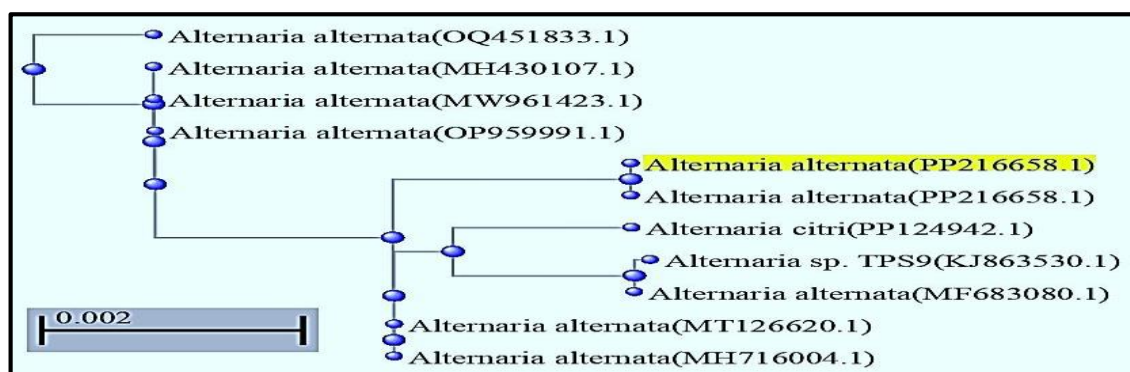 Alternaria alternata(OQ451833.1)
Alternaria alternata(MH430107.1)
Alternaria alternata(MW961423.1)
Alternaria alternata(OP959991.1)
Alternaria alternata(PP216658.1)
Alternaria alternata(PP216658.1)
Alternaria citri(PP124942.1)
Alternaria sp. TPS9(KJ863530.1)
Alternaria alternata(MF683080.1)
0.002
Alternaria alternata(MT126620.1)
Alternaria alternata(MH716004.1)